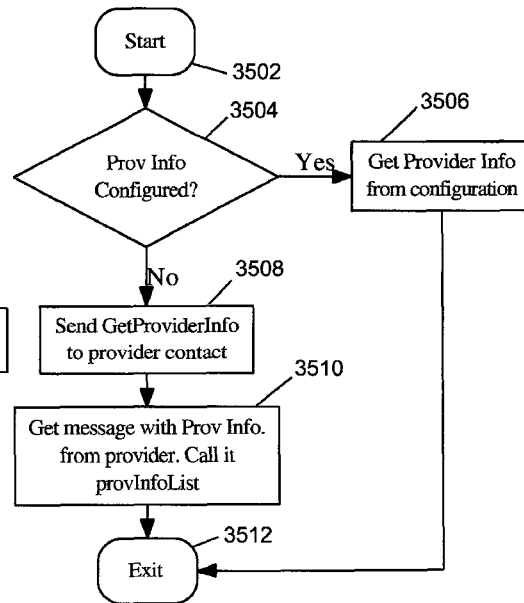 Start
3502
3504
Prov Info
Configured?
Yes
3506
Get Provider Info
from configuration
No
3508
Send GetProviderInfo
to provider contact
3510
Get message with Prov Info.
from provider. Call it
provInfoList
3512
Exit